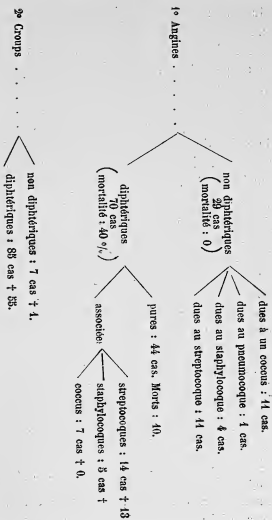 1° Angines . . . . .
non diphtériques
29 cas
(mortalité : 0)
dues à un coccus : 11 cas.
dues au pneumocoque : 1 cas.
dues au staphylocoque : 4 cas.
dues au streptocoque : 11 cas.
diphtériques
70 cas
(mortalité : 40 %)
pures : 44 cas. Morts : 10.
associée:
streptocoques : 14 cas + 13
staphylocoques : 5 cas +
coccus : 7 cas + 0.
2° Croups . . . . .
non diphtériques : 7 cas + 1.
diphtériques : 85 cas + 55.